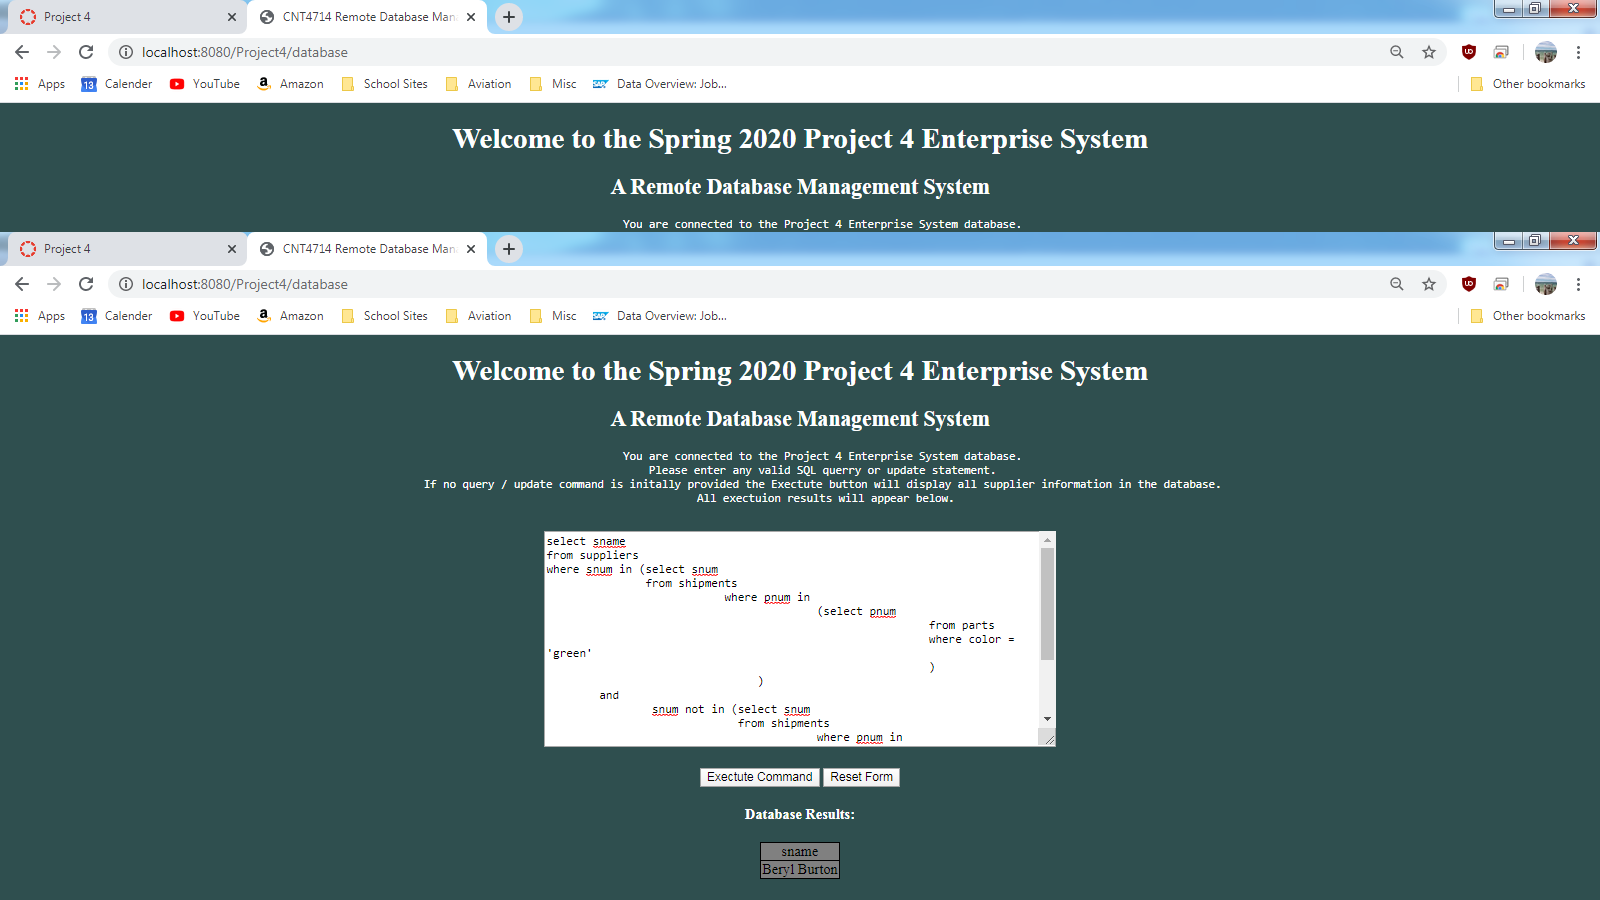 Project 4
CNT4714 Remote Database Man
localhost:8080/Project4/database
Apps 13 Calender YouTube a Amazon School Sites Aviation Misc SAP Data Overview: Job... Other bookmarks
Welcome to the Spring 2020 Project 4 Enterprise System
A Remote Database Management System
You are connected to the Project 4 Enterprise System database.
Project 4
CNT4714 Remote Database Man
localhost:8080/Project4/database
Apps 13 Calender YouTube a Amazon School Sites Aviation Misc SAP Data Overview: Job... Other bookmarks
Welcome to the Spring 2020 Project 4 Enterprise System
A Remote Database Management System
You are connected to the Project 4 Enterprise System database.
Please enter any valid SQL querry or update statement.
If no query / update command is initally provided the Exectute button will display all supplier information in the database.
All exectuion results will appear below.
select sname
from suppliers
where snum in (select snum
from shipments
where pnum in
(select pnum
from parts
where color =
'green'
)
)
and
snum not in (select snum
from shipments
where pnum in
Exectute Command Reset Form
Database Results:
sname
Beryl Burton